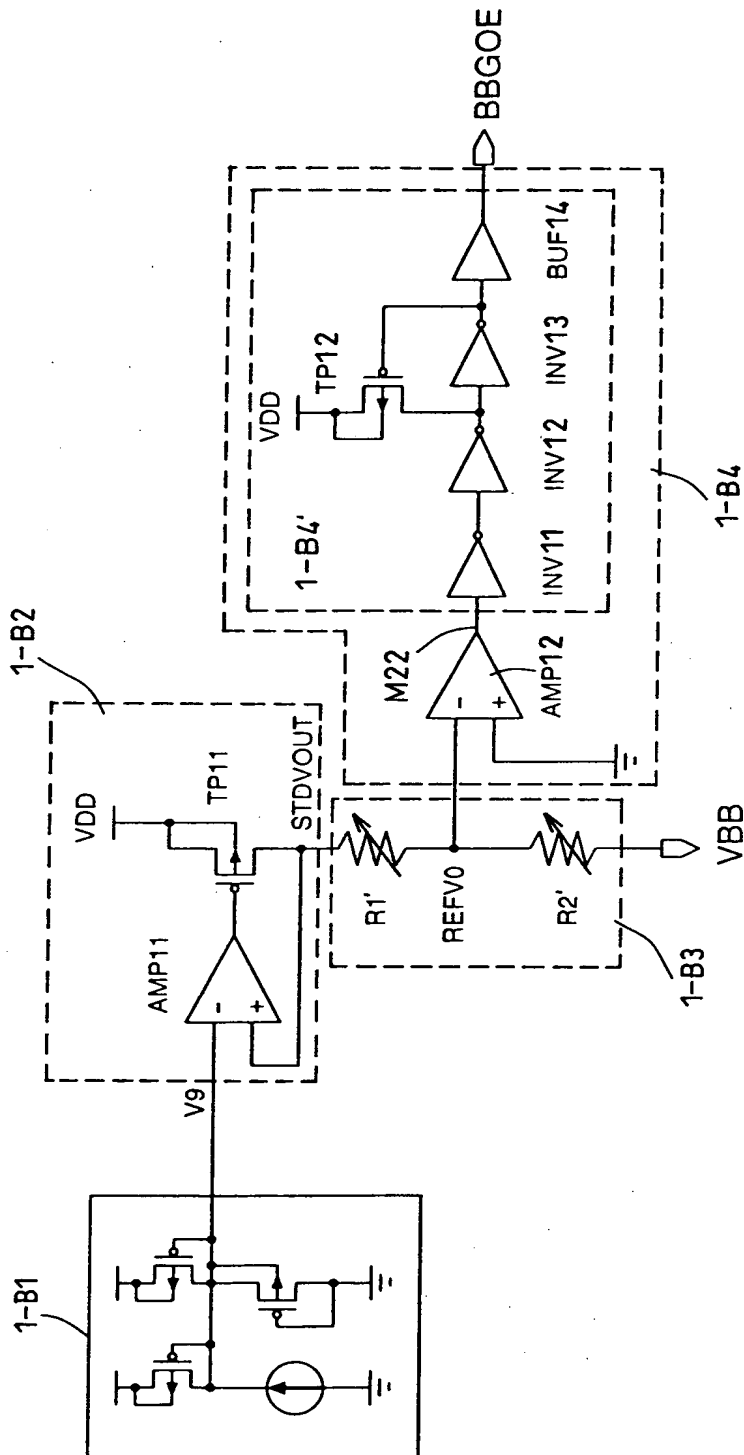 1-B1
V9
1-B2
AMP11
-
+
VDD
TP11
STDVOUT
R1'
REFV0
R2'
1-B3
VBB
M22
-
+
AMP12
1-B4'
VDD
TP12
INV11
INV12
INV13
BUF14
1-B4
BBGOE